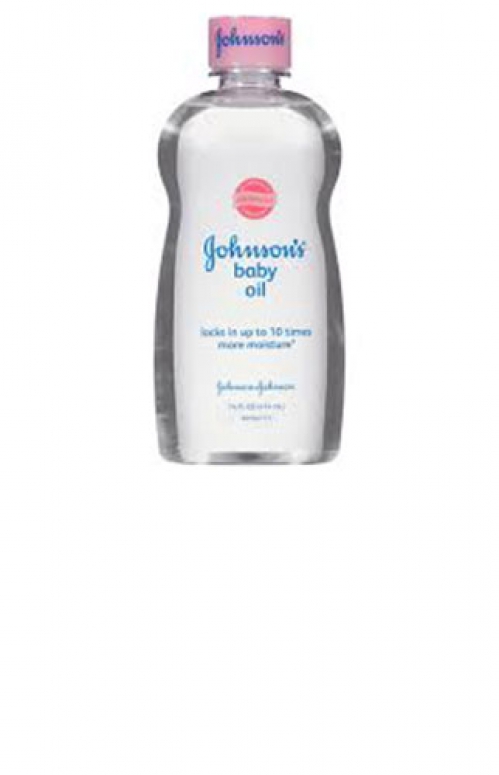 Johnson's
Johnson's
baby
oil
locks in up to 10 times
more moisture*
Johnson & Johnson